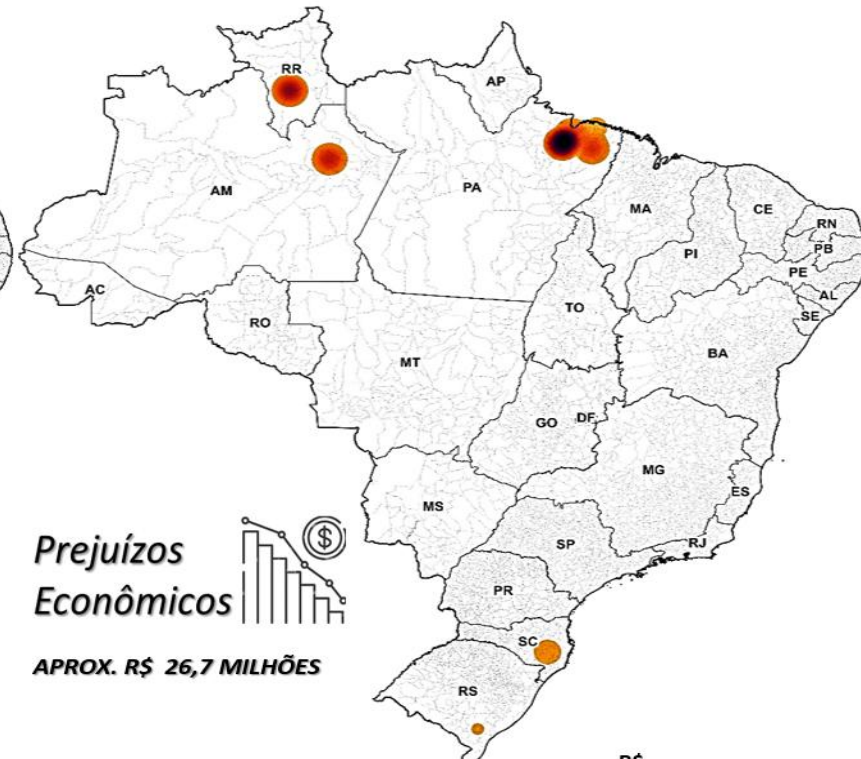 RR
AP
AM
PA
MA
CE
RN
PB
PI
PE
AL
SE
AC
TO
RO
BA
MT
GO
DF
MG
ES
MS
SP
RJ
PR
SC
RS
Prejuízos
Econômicos
$
APROX. R$ 26,7 MILHÕES
R$